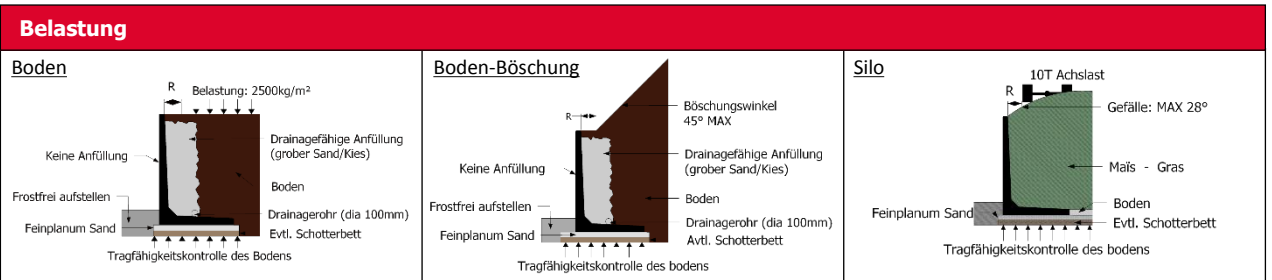 Belastung
Boden
R
Belastung: 2500kg/m²
Drainagefähige Anfüllung
(grober Sand/Kies)
Keine Anfüllung
Boden
Frostfrei aufstellen
Drainagerohr (dia 100mm)
Feinplanum Sand
Evtl. Schotterbett
Tragfähigkeitskontrolle des Bodens
Boden-Böschung
Böschungswinkel
45° MAX
R
Drainagefähige Anfüllung
(grober Sand/Kies)
Keine Anfüllung
Boden
Frostfrei aufstellen
Drainagerohr (dia 100mm)
Feinplanum Sand
Avtl. Schotterbett
Tragfähigkeitskontrolle des bodens
Silo
10T Achslast
R
Gefälle: MAX 28°
Maïs - Gras
Boden
Feinplanum Sand
Evtl. Schotterbett
Tragfähigkeitskontrolle des bodens